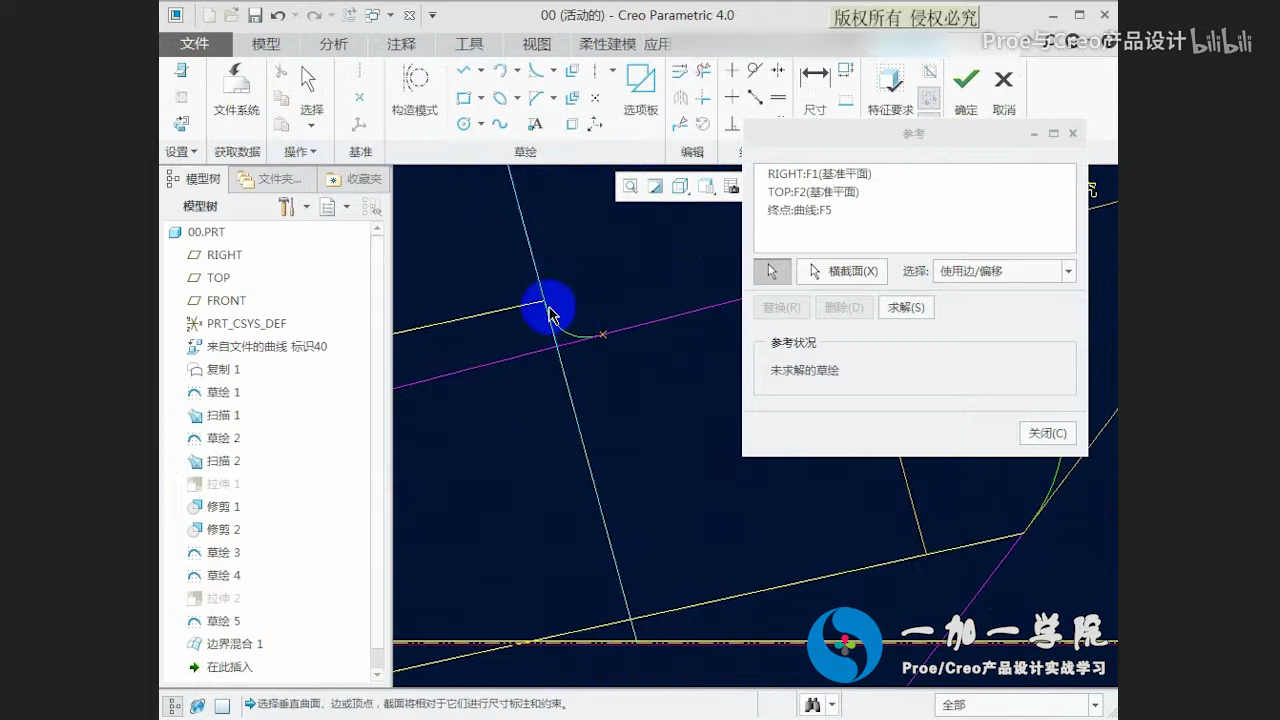 00 (活动的) - Creo Parametric 4.0
版权所有 侵权必究
Proe与Creo产品设计 bilibili
文件 模型 分析 注释 工具 视图 柔性建模 应用
文件系统 选择 构造模式 选项板 尺寸 特征要求 确定 取消
设置 获取数据 操作 基准 草绘 编辑
参考
模型树 文件夹... 收藏夹
模型树
00.PRT
RIGHT
TOP
FRONT
PRT_CSYS_DEF
来自文件的曲线 标识40
复制 1
草绘 1
扫描 1
草绘 2
扫描 2
拉伸 1
修剪 1
修剪 2
草绘 3
草绘 4
拉伸 2
草绘 5
边界混合 1
在此插入
RIGHT:F1(基准平面)
TOP:F2(基准平面)
终点:曲线:F5
横截面(X) 选择: 使用边/偏移
替换(R) 删除(D) 求解(S)
参考状况
未求解的草绘
关闭(C)
一加一学院
Proe/Creo产品设计实战学习
选择垂直曲面、边或顶点，截面将相对于它们进行尺寸标注和约束。
全部